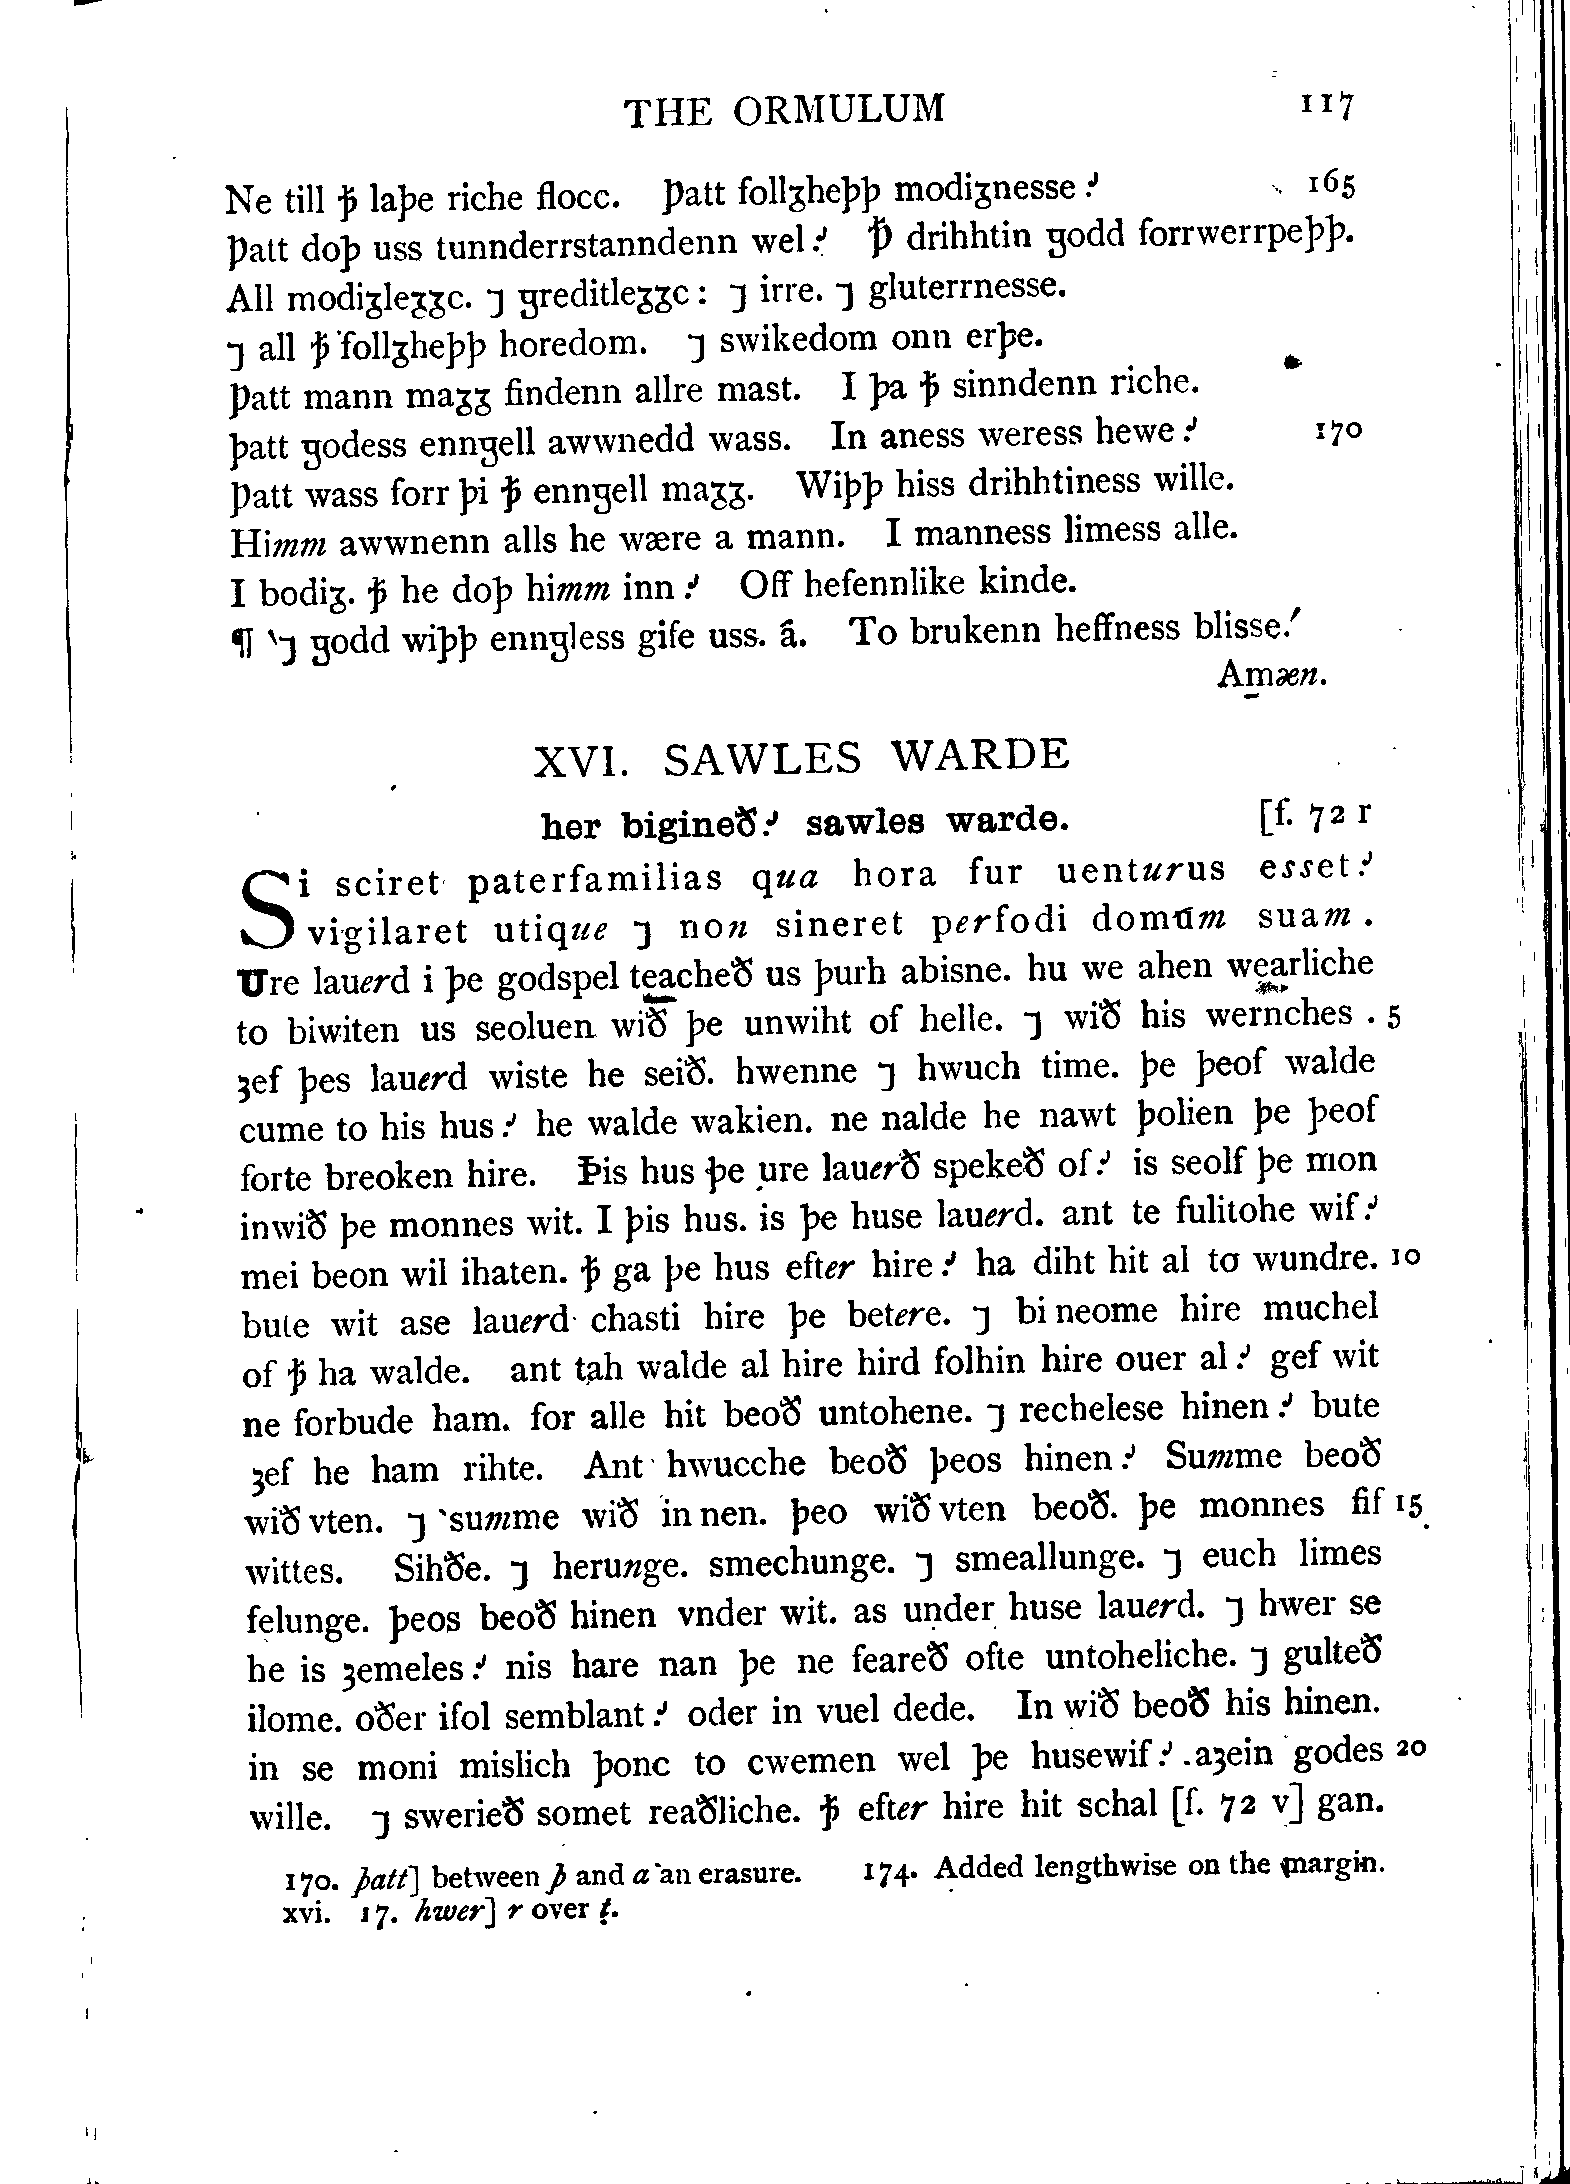 THE ORMULUM 117
Ne till ꝥ laþe riche flocc. Þatt follȝheþþ modiȝnesse⹎ 165
Þatt doþ uss tunnderrstanndenn wel⹎ Ꝥ drihhtin godd forrwerrpeþþ.
All modiȝleȝȝc. ⁊ greditleȝȝc: ⁊ irre. ⁊ gluterrnesse.
⁊ all ꝥ follȝheþþ horedom. ⁊ swikedom onn erþe.
Þatt mann maȝȝ findenn allre mast. I þa ꝥ sinndenn riche.
þatt godess enngell awwnedd wass. In aness weress hewe⹎ 170
Þatt wass forr þi ꝥ enngell maȝȝ. Wiþþ hiss drihhtiness wille.
Himm awwnenn alls he wære a mann. I manness limess alle.
I bodiȝ. ꝥ he doþ himm inn⹎ Off hefennlike kinde.
¶ ‵⁊ godd wiþþ enngless gife uss. a̋. To brukenn heffness blisse.′
Amæn.
XVI. SAWLES WARDE
her bigineð⹎ sawles warde. [f. 72 r
Si sciret paterfamilias qua hora fur uenturus esset⹎
vigilaret utique ⁊ non sineret perfodi domūm suam .
Ure lauerd i þe godspel teacheð us þurh abisne. hu we ahen wearliche
to biwiten us seoluen wið þe unwiht of helle. ⁊ wið his wernches . 5
ȝef þes lauerd wiste he seið. hwenne ⁊ hwuch time. þe þeof walde
cume to his hus⹎ he walde wakien. ne nalde he nawt þolien þe þeof
forte breoken hire. Þis hus þe ure lauerð spekeð of⹎ is seolf þe mon
inwið þe monnes wit. I þis hus. is þe huse lauerd. ant te fulitohe wif⹎
mei beon wil ihaten. ꝥ ga þe hus efter hire⹎ ha diht hit al to wundre. 10
bute wit ase lauerd chasti hire þe betere. ⁊ bi neome hire muchel
of ꝥ ha walde. ant tah walde al hire hird folhin hire ouer al⹎ gef wit
ne forbude ham. for alle hit beoð untohene. ⁊ rechelese hinen⹎ bute
ȝef he ham rihte. Ant hwucche beoð þeos hinen⹎ Summe beoð
wið vten. ⁊ summe wið in nen. þeo wið vten beoð. þe monnes fif 15
wittes. Sihðe. ⁊ herunge. smechunge. ⁊ smeallunge. ⁊ euch limes
felunge. þeos beoð hinen vnder wit. as under huse lauerd. ⁊ hwer se
he is ȝemeles⹎ nis hare nan þe ne feareð ofte untoheliche. ⁊ gulteð
ilome. oðer ifol semblant⹎ oder in vuel dede. In wið beoð his hinen.
in se moni mislich þonc to cwemen wel þe husewif⹎ aȝein godes 20
wille. ⁊ swerieð somet reaðliche. ꝥ efter hire hit schal [f. 72 v] gan.
170. þatt] between þ and a an erasure. 174. Added lengthwise on the margin.
xvi. 17. hwer] r over ṭ.